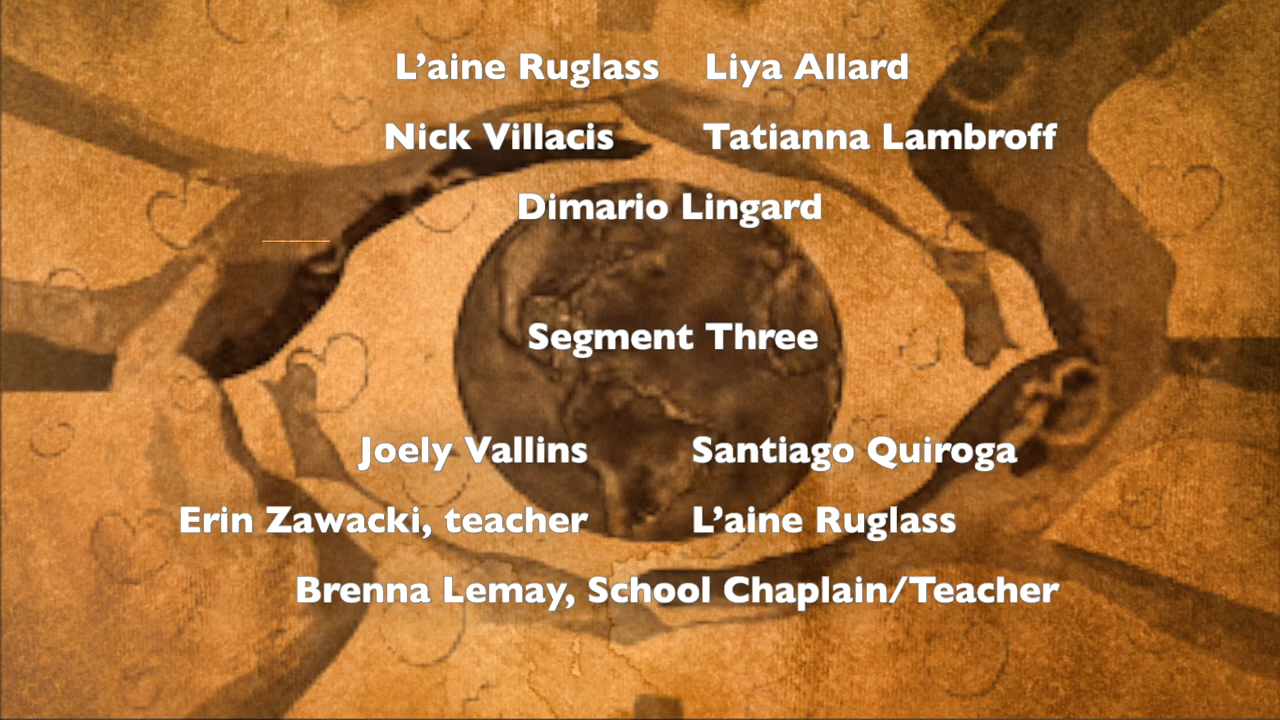 L’aine Ruglass Liya Allard
Nick Villacis Tatianna Lambroff
Dimario Lingard
Segment Three
Joely Vallins Santiago Quiroga
Erin Zawacki, teacher L’aine Ruglass
Brenna Lemay, School Chaplain/Teacher